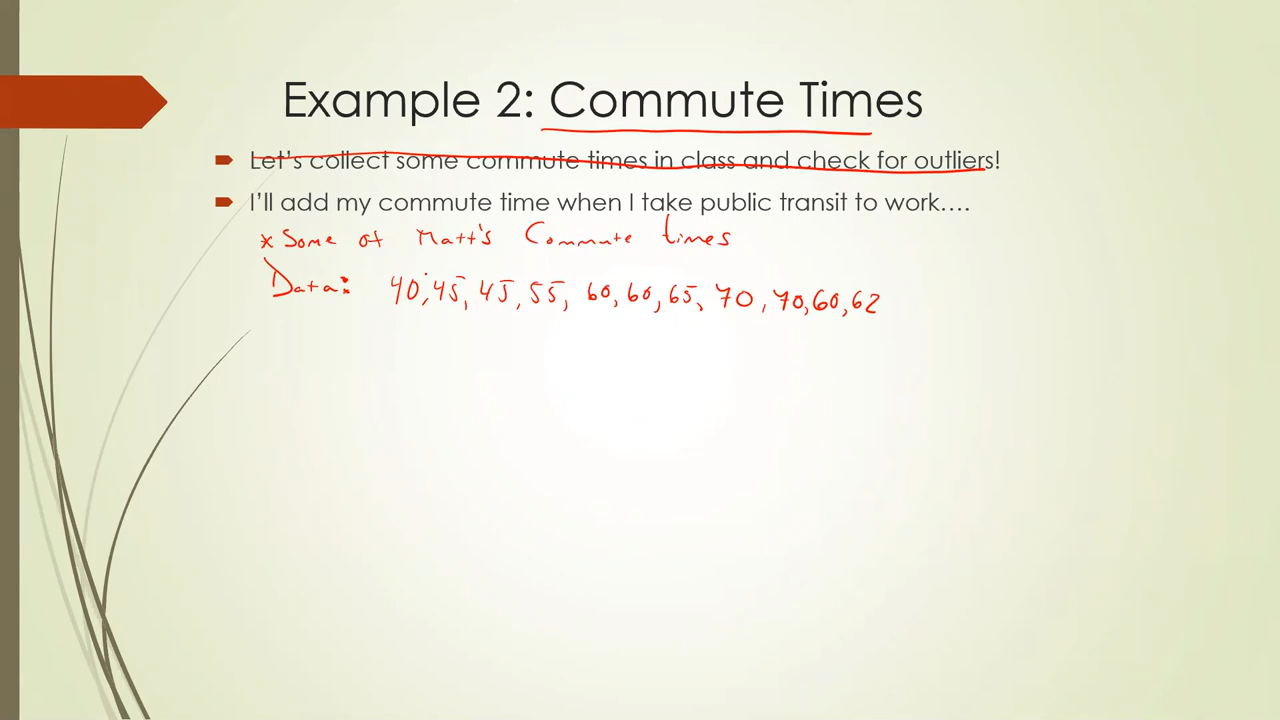 Example 2: Commute Times
Let's collect some commute times in class and check for outliers!
I'll add my commute time when I take public transit to work....
* Some of Matt's Commute times
Data: 40, 45, 45, 55, 60, 60, 65, 70, 70, 60, 62